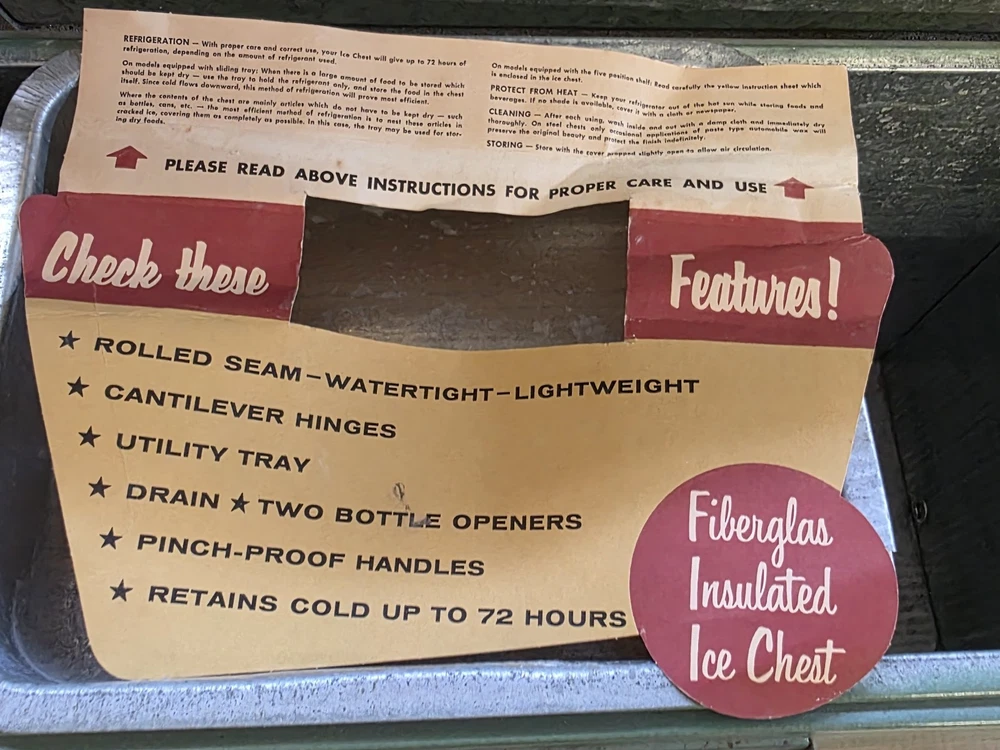 REFRIGERATION — With proper care and correct use, your Ice Chest will give up to 72 hours of
refrigeration, depending on the amount of refrigerant used.
On models equipped with sliding tray: When there is a large amount of food to be stored which
should be kept dry — use the tray to hold the refrigerant only, and store the food in the chest
itself. Since cold flows downward, this method of refrigeration will prove most efficient.
Where the contents of the chest are mainly articles which do not have to be kept dry — such
as bottles, cans, etc. — the most efficient method of refrigeration is to nest these articles in
cracked ice, covering them as completely as possible. In this case, the tray may be used for stor-
ing dry foods.
On models equipped with the five position shelf: Read carefully the yellow instruction sheet which
is enclosed in the ice chest.
PROTECT FROM HEAT — Keep your refrigerator out of the hot sun while storing foods and
beverages. If no shade is available, cover it with a cloth or newspaper.
CLEANING — After each using, wash inside and out with a damp cloth and immediately dry
thoroughly. On steel chests only occasional applications of paste type automobile wax will
preserve the original beauty and protect the finish indefinitely.
STORING — Store with the cover propped slightly open to allow air circulation.
PLEASE READ ABOVE INSTRUCTIONS FOR PROPER CARE AND USE
Check these Features!
★ ROLLED SEAM–WATERTIGHT–LIGHTWEIGHT
★ CANTILEVER HINGES
★ UTILITY TRAY
★ DRAIN ★ TWO BOTTLE OPENERS
★ PINCH-PROOF HANDLES
★ RETAINS COLD UP TO 72 HOURS
Fiberglas
Insulated
Ice Chest